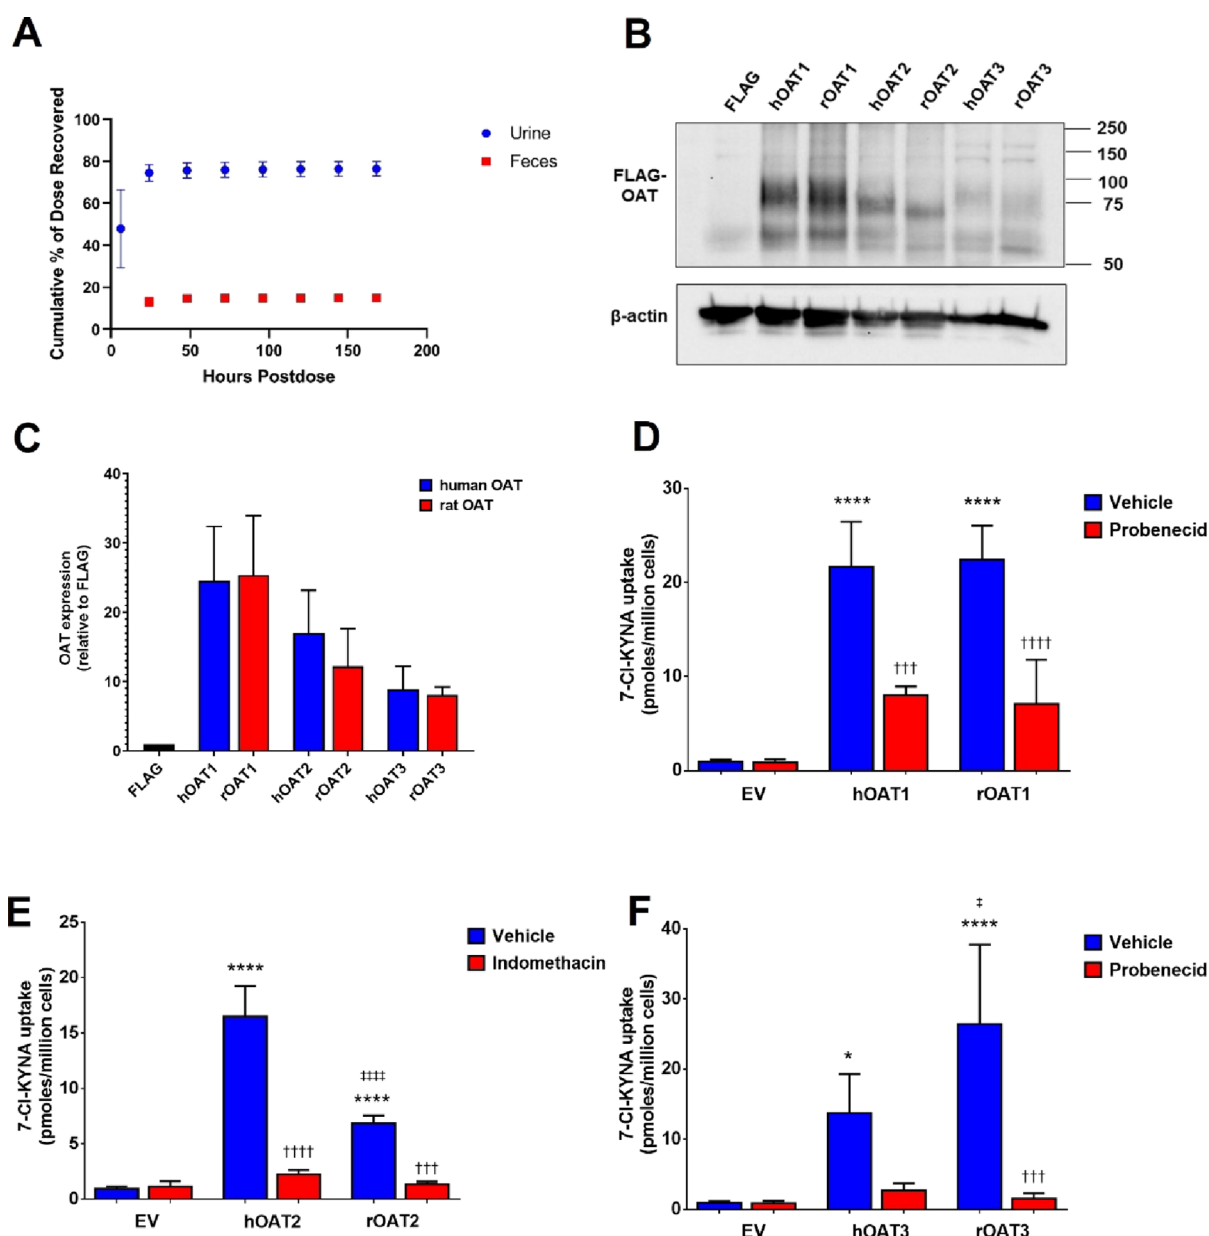 A
Cumulative % of Dose Recovered
100
80
60
40
20
0
0 50 100 150 200
Hours Postdose
Urine
Feces
B
FLAG hOAT1 rOAT1 hOAT2 rOAT2 hOAT3 rOAT3
FLAG-
OAT
250
150
100
75
50
β-actin
C
OAT expression
(relative to FLAG)
40
30
20
10
0
FLAG hOAT1 rOAT1 hOAT2 rOAT2 hOAT3 rOAT3
human OAT
rat OAT
D
7-Cl-KYNA uptake
(pmoles/million cells)
30
20
10
0
**** ****
††† ††††
EV hOAT1 rOAT1
Vehicle
Probenecid
E
7-Cl-KYNA uptake
(pmoles/million cells)
25
20
15
10
5
0
****
‡‡‡‡
****
†††† †††
EV hOAT2 rOAT2
Vehicle
Indomethacin
F
7-Cl-KYNA uptake
(pmoles/million cells)
40
30
20
10
0
‡
****
*
†††
EV hOAT3 rOAT3
Vehicle
Probenecid